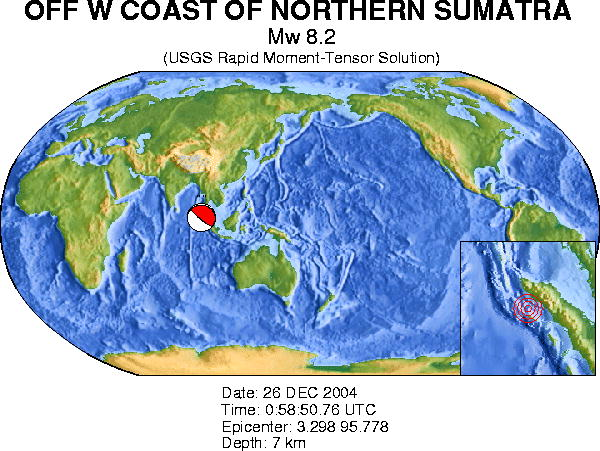 OFF W COAST OF NORTHERN SUMATRA
Mw 8.2
(USGS Rapid Moment-Tensor Solution)
Date: 26 DEC 2004
Time: 0:58:50.76 UTC
Epicenter: 3.298 95.778
Depth: 7 km